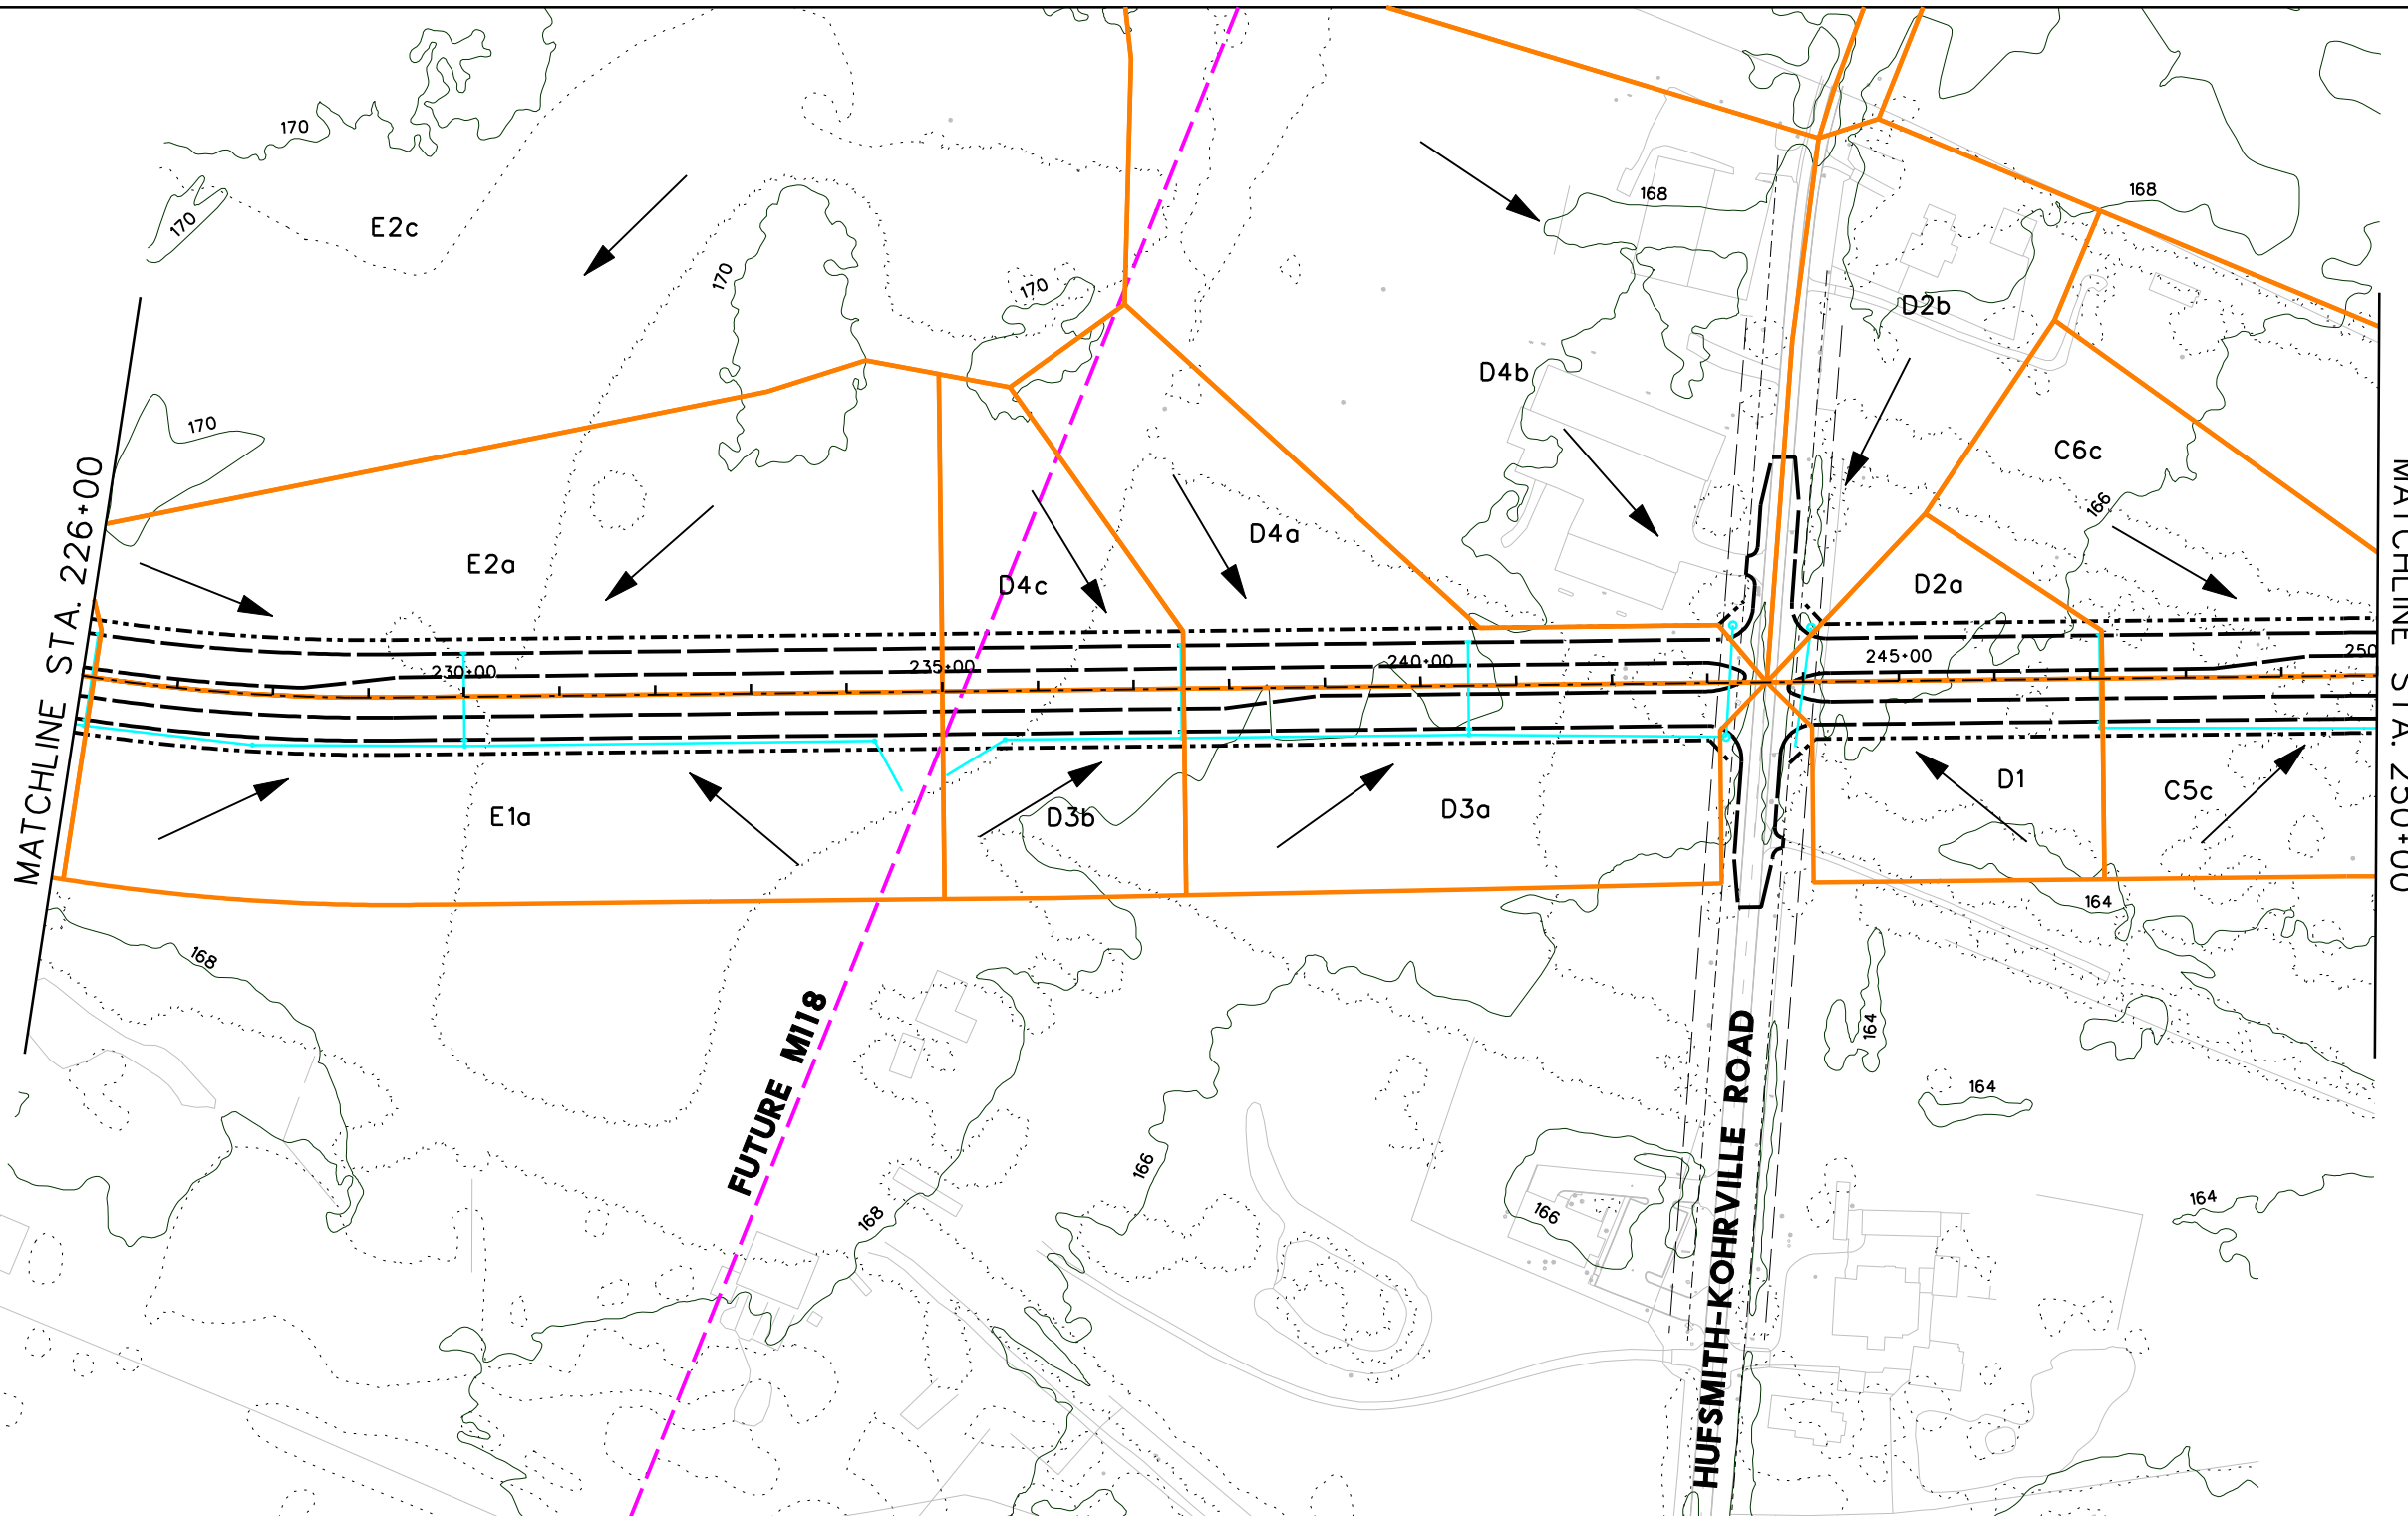 170
E2c
170
168
168
D2b
170
170
D4b
170
C6c
166
MATCHLINE STA. 226+00
MATCHLINE STA. 250+00
E2a
D4c
D4a
D2a
230+00
235+00
240+00
245+00
250
E1a
D3b
D3a
D1
C5c
164
168
FUTURE M118
HUFSMITH-KOHRVILLE ROAD
164
164
166
164
168
166